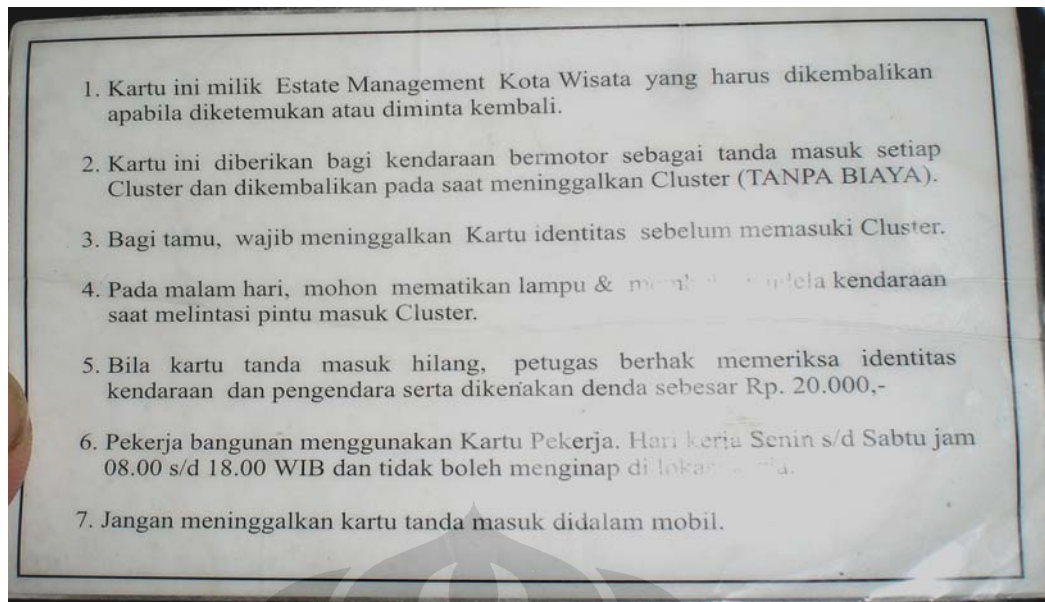 1. Kartu ini milik Estate Management Kota Wisata yang harus dikembalikan
apabila diketemukan atau diminta kembali.
2. Kartu ini diberikan bagi kendaraan bermotor sebagai tanda masuk setiap
Cluster dan dikembalikan pada saat meninggalkan Cluster (TANPA BIAYA).
3. Bagi tamu, wajib meninggalkan Kartu identitas sebelum memasuki Cluster.
4. Pada malam hari, mohon mematikan lampu & kendaraan
saat melintasi pintu masuk Cluster.
5. Bila kartu tanda masuk hilang, petugas berhak memeriksa identitas
kendaraan dan pengendara serta dikenakan denda sebesar Rp. 20.000,-
6. Pekerja bangunan menggunakan Kartu Pekerja. Hari kerja Senin s/d Sabtu jam
08.00 s/d 18.00 WIB dan tidak boleh menginap di
7. Jangan meninggalkan kartu tanda masuk didalam mobil.